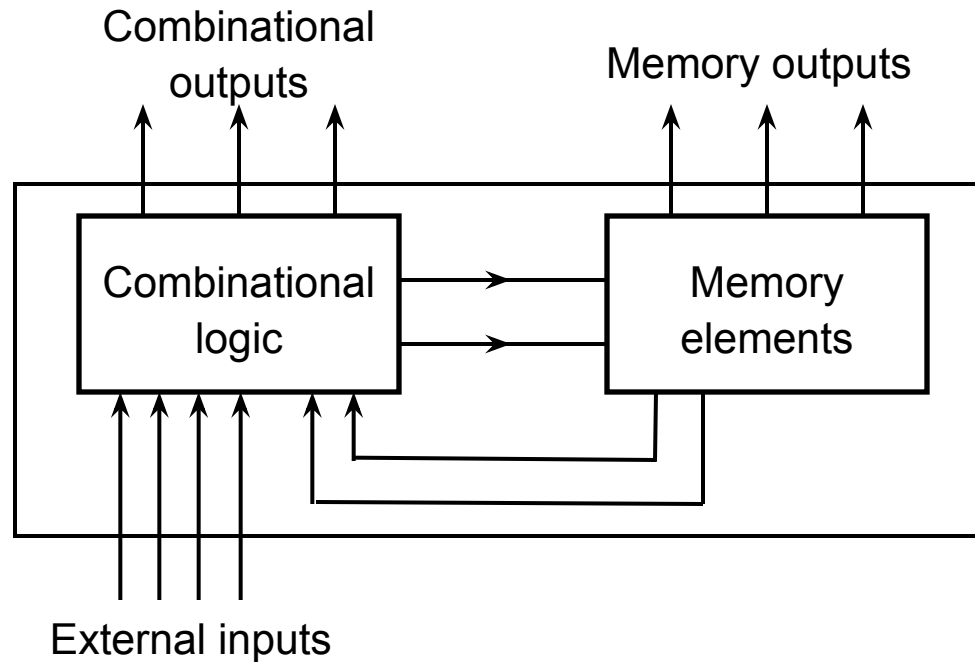 Combinational
outputs
Memory outputs
Combinational
logic
Memory
elements
External inputs